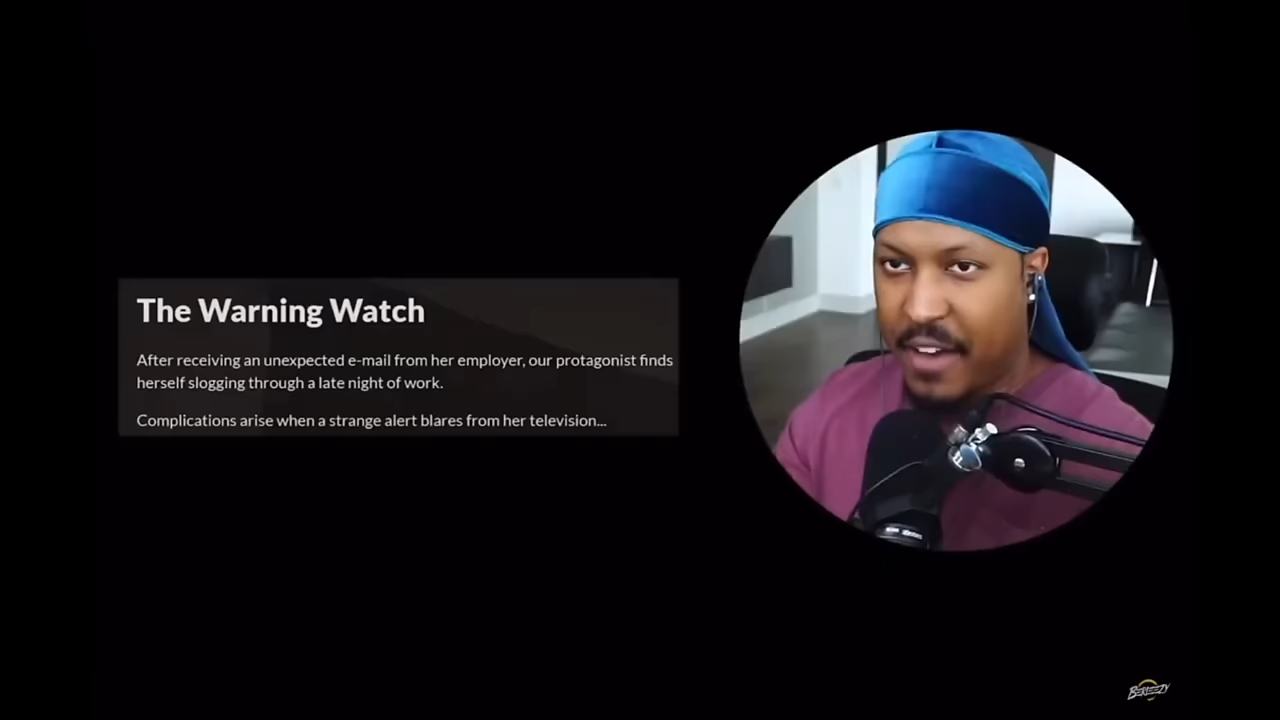 The Warning Watch
After receiving an unexpected e-mail from her employer, our protagonist finds
herself slogging through a late night of work.
Complications arise when a strange alert blares from her television...
BERLEEZY